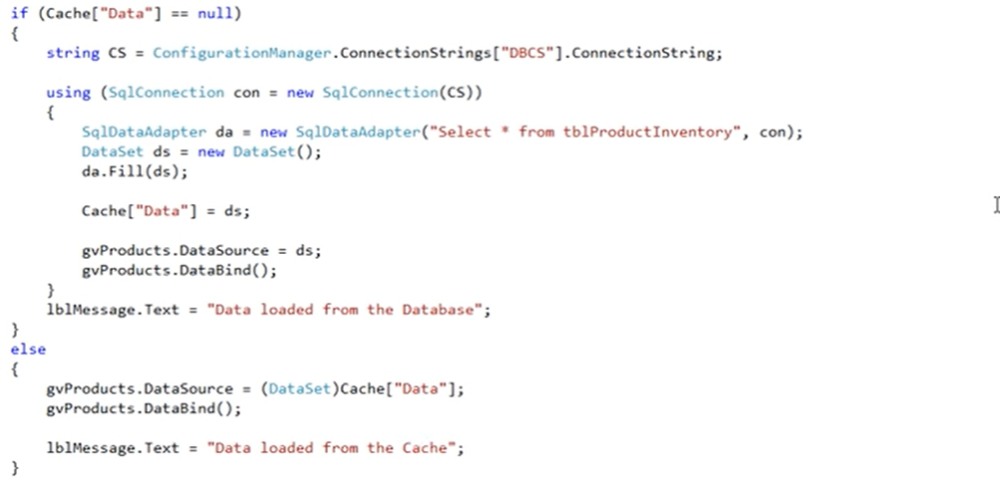 if (Cache["Data"] == null)
{
    string CS = ConfigurationManager.ConnectionStrings["DBCS"].ConnectionString;

    using (SqlConnection con = new SqlConnection(CS))
    {
        SqlDataAdapter da = new SqlDataAdapter("Select * from tblProductInventory", con);
        DataSet ds = new DataSet();
        da.Fill(ds);

        Cache["Data"] = ds;

        gvProducts.DataSource = ds;
        gvProducts.DataBind();
    }
    lblMessage.Text = "Data loaded from the Database";
}
else
{
    gvProducts.DataSource = (DataSet)Cache["Data"];
    gvProducts.DataBind();

    lblMessage.Text = "Data loaded from the Cache";
}